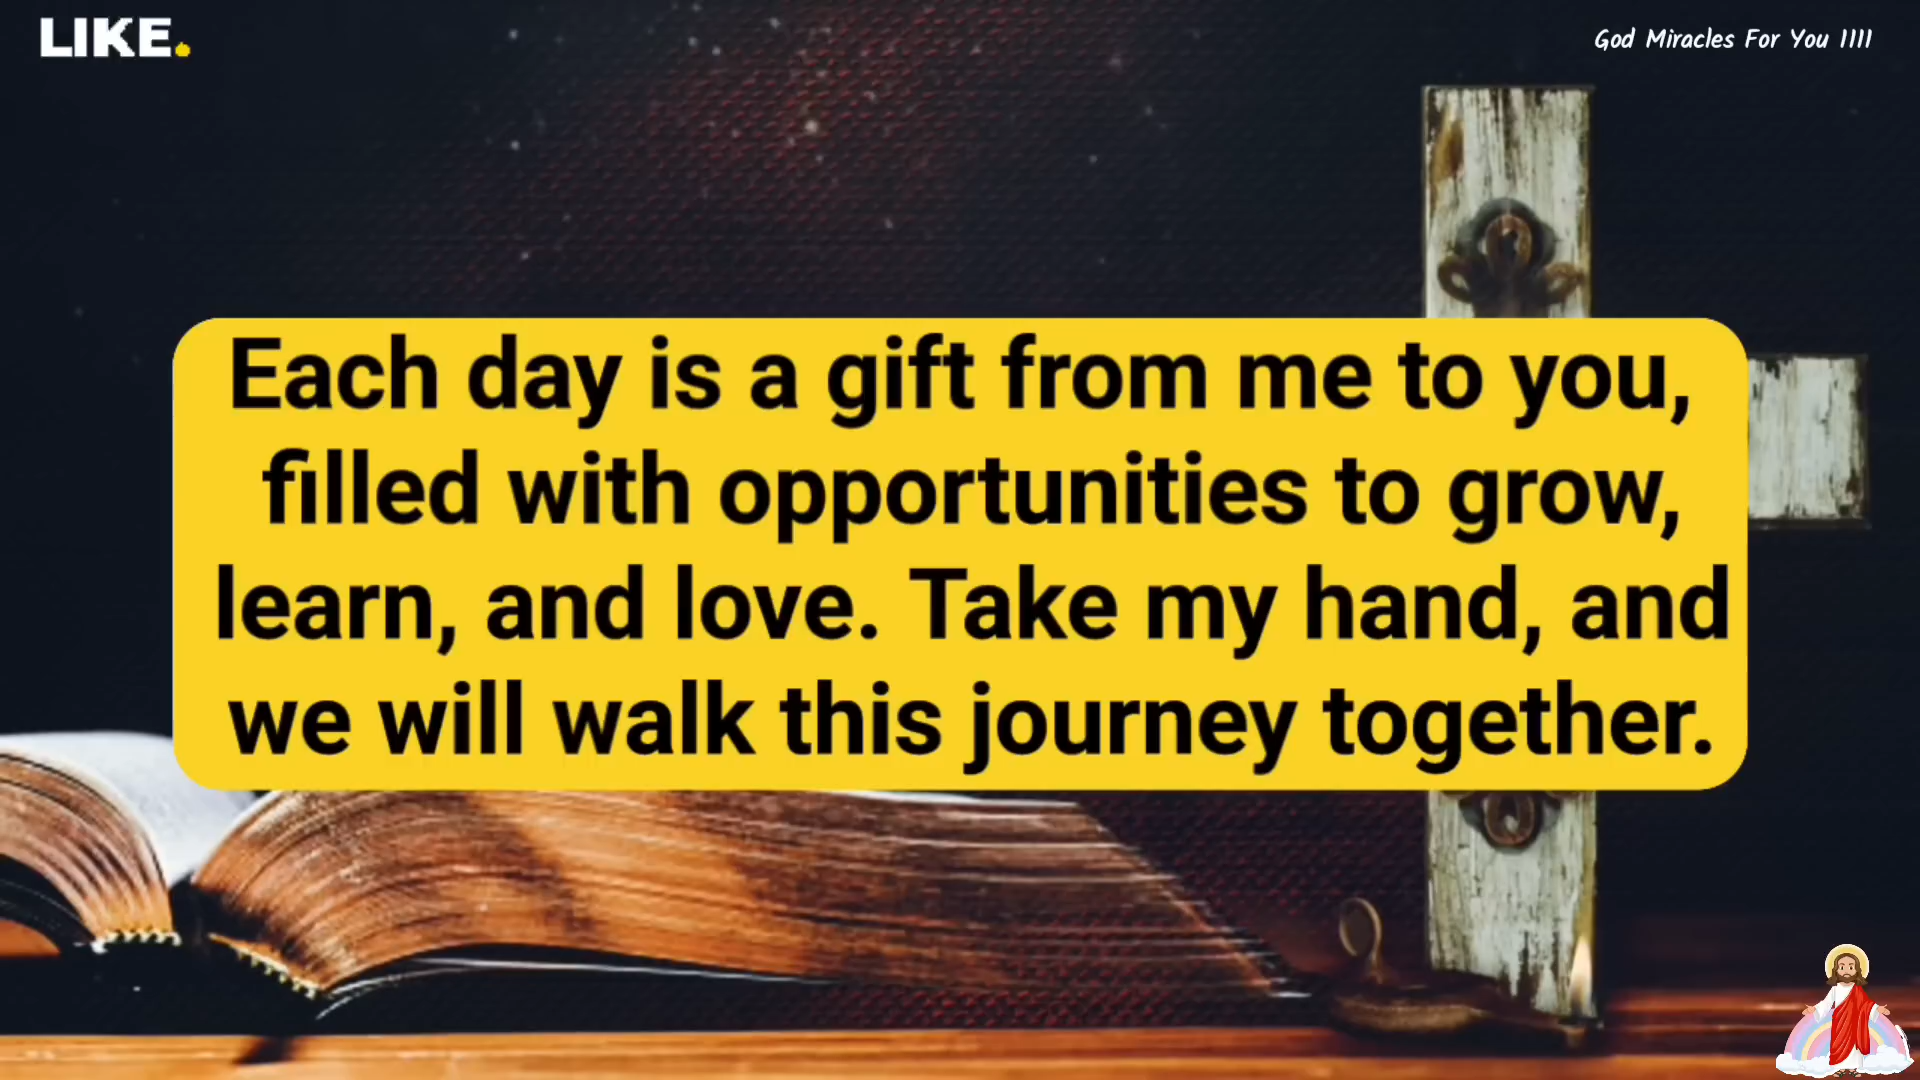 LIKE.
God Miracles For You 1111
Each day is a gift from me to you,
filled with opportunities to grow,
learn, and love. Take my hand, and
we will walk this journey together.